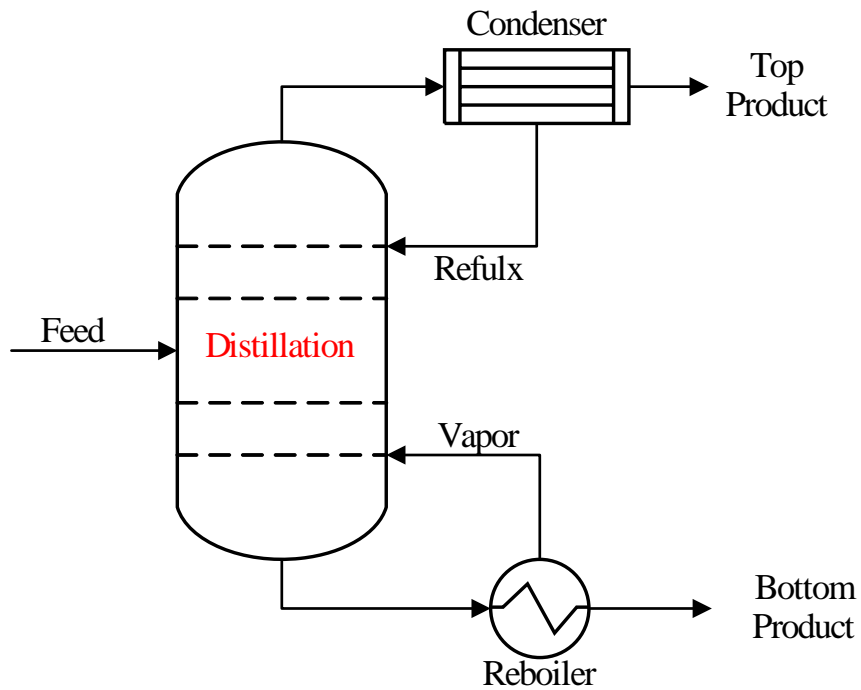 Condenser
Top
Product
Refulx
Feed
Distillation
Vapor
Bottom
Product
Reboiler